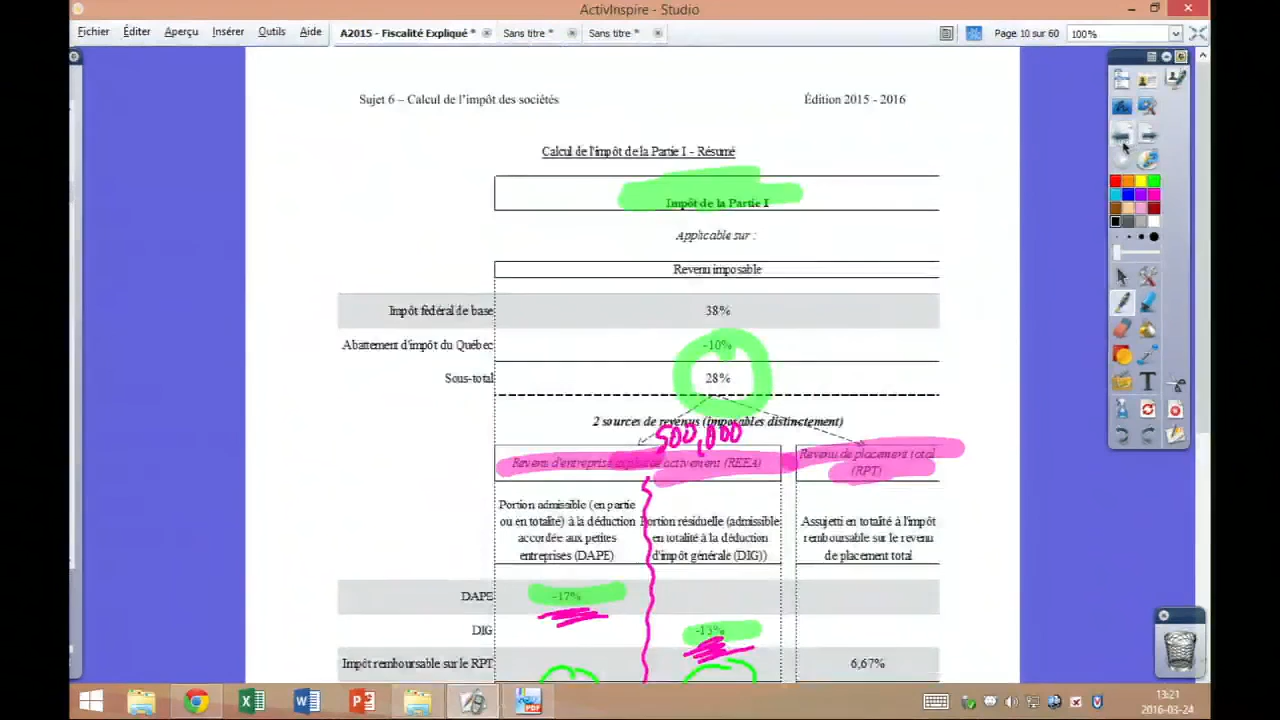 ActivInspire - Studio
Fichier Éditer Aperçu Insérer Outils Aide A2015 - Fiscalité Expliqué * Sans titre * Sans titre * Page 10 sur 60 100%
Sujet 6 – Calcul de l'impôt des sociétés Édition 2015 - 2016
Calcul de l'impôt de la Partie I - Résumé
Impôt de la Partie I
Applicable sur :
Revenu imposable
Impôt fédéral de base 38%
Abattement d'impôt du Québec -10%
Sous-total 28%
2 sources de revenus (imposables distinctement)
500,000
Revenu d'entreprise exploitée activement (REEA)
Revenu de placement total
(RPT)
Portion admissible (en partie
ou en totalité) à la déduction
accordée aux petites
entreprises (DAPE)
Portion résiduelle (admissible
en totalité à la déduction
d'impôt générale (DIG))
Assujetti en totalité à l'impôt
remboursable sur le revenu
de placement total
DAPE -17%
DIG -13%
Impôt remboursable sur le RPT 6,67%
13:21
2016-03-24